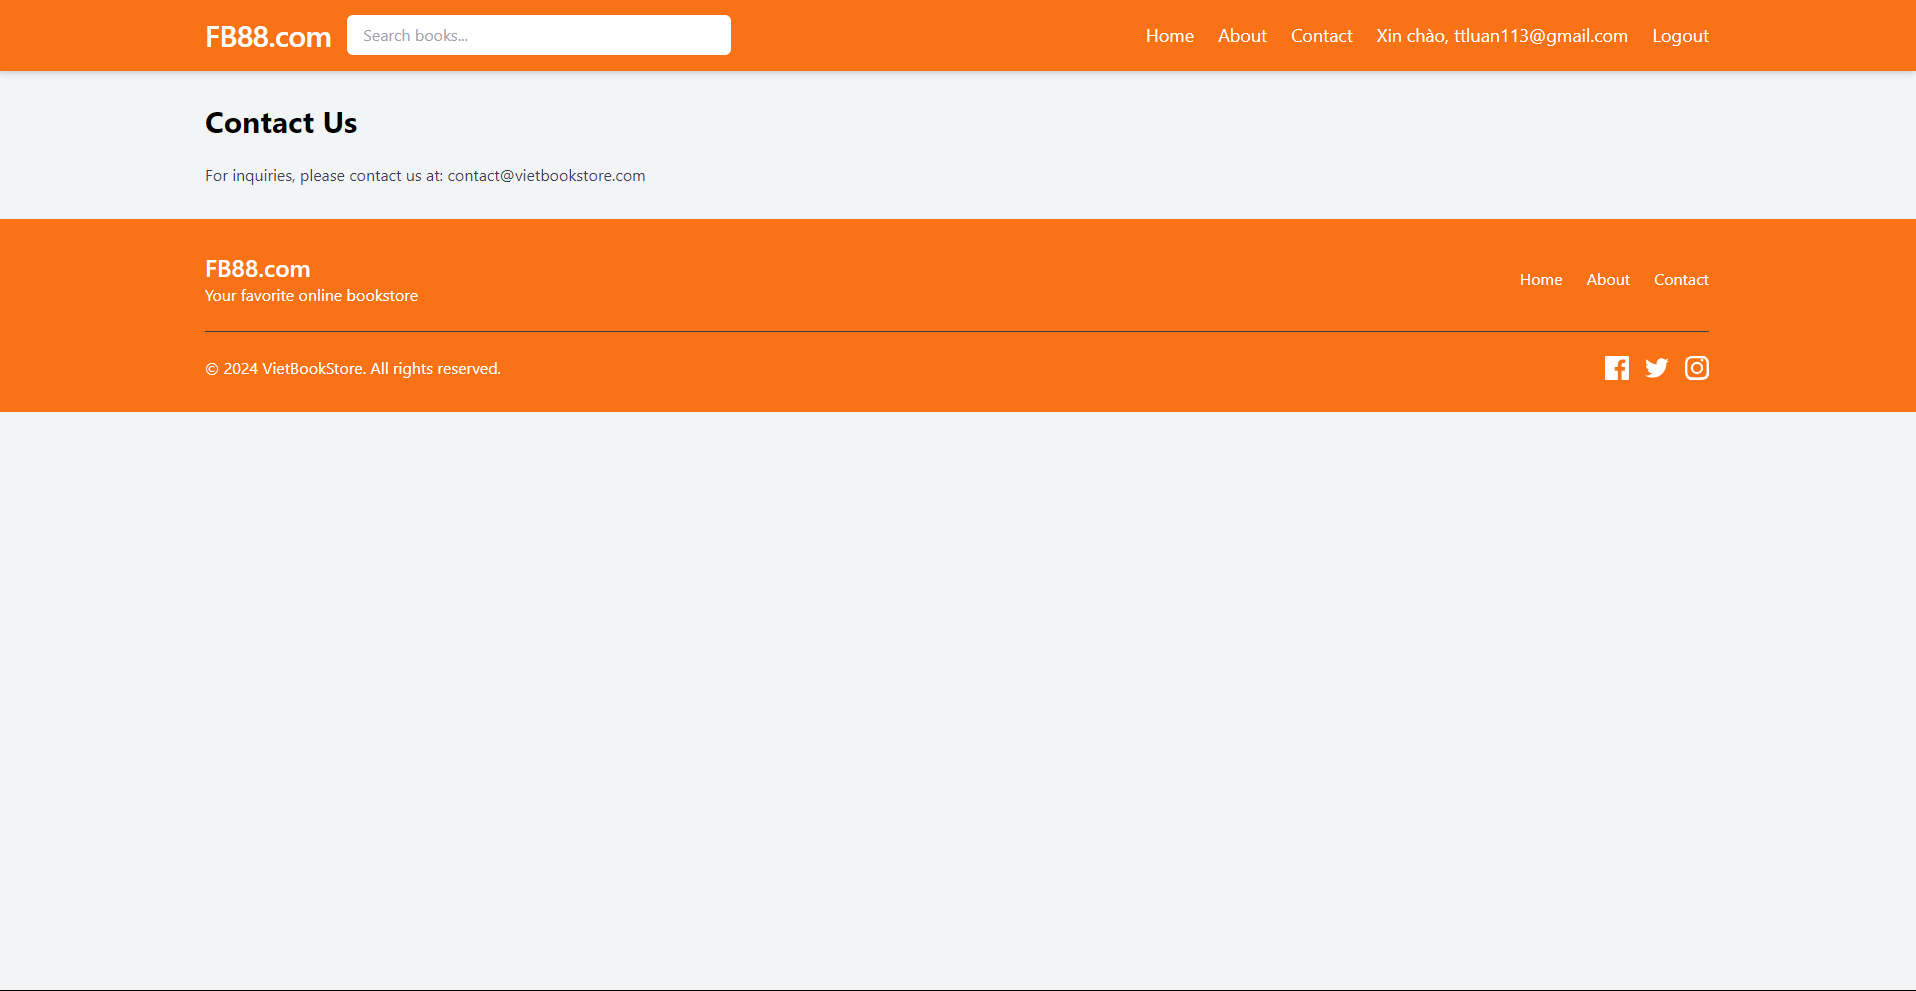 FB88.com
Search books...
Home About Contact Xin chào, ttluan113@gmail.com Logout
Contact Us
For inquiries, please contact us at: contact@vietbookstore.com
FB88.com
Your favorite online bookstore
Home About Contact
© 2024 VietBookStore. All rights reserved.